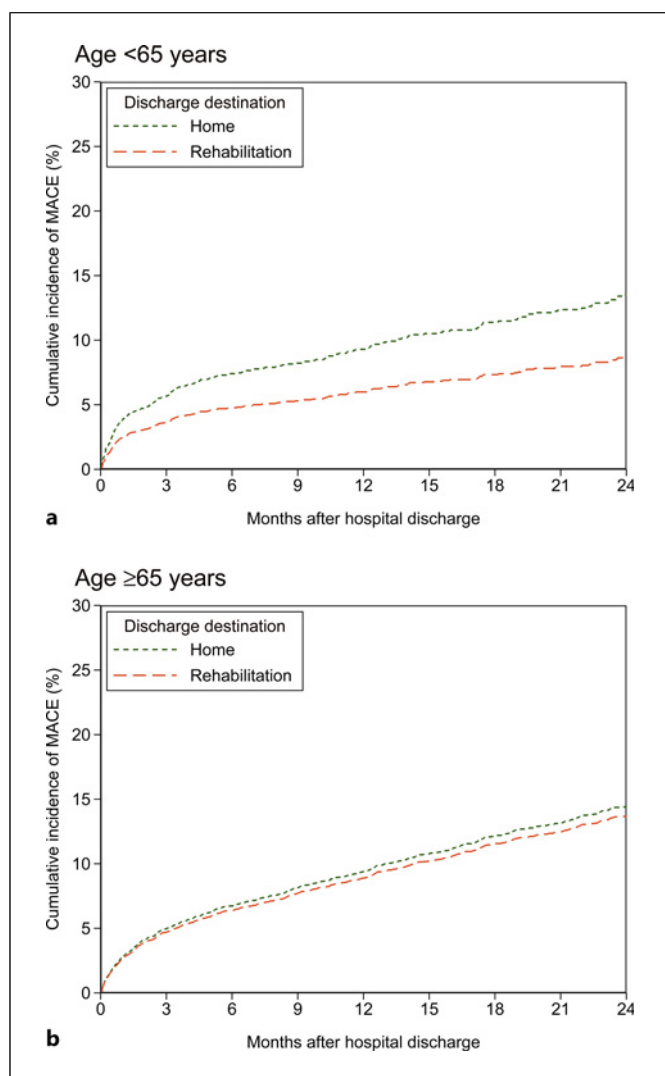 Age <65 years
Cumulative incidence of MACE (%)
30
25
20
15
10
5
0
Discharge destination
Home
Rehabilitation
0 3 6 9 12 15 18 21 24
Months after hospital discharge
a
Age ≥65 years
Cumulative incidence of MACE (%)
30
25
20
15
10
5
0
Discharge destination
Home
Rehabilitation
0 3 6 9 12 15 18 21 24
Months after hospital discharge
b